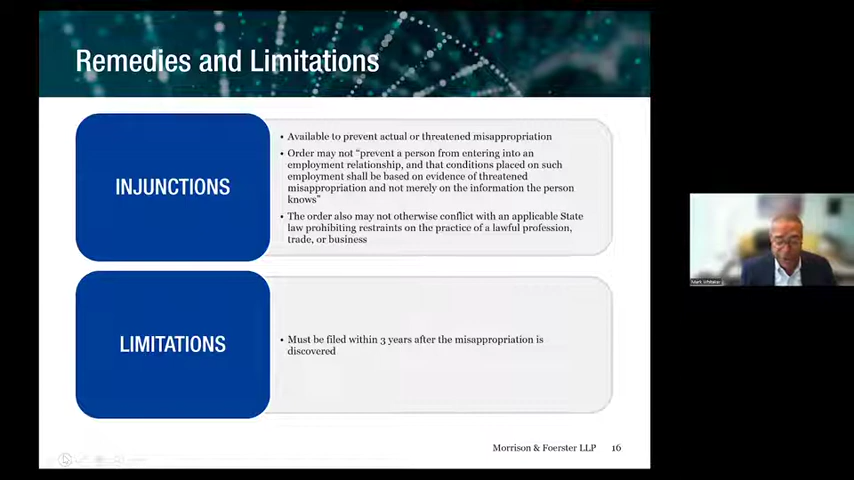 Remedies and Limitations
INJUNCTIONS
• Available to prevent actual or threatened misappropriation
• Order may not “prevent a person from entering into an
employment relationship, and that conditions placed on such
employment shall be based on evidence of threatened
misappropriation and not merely on the information the person
knows”
• The order also may not otherwise conflict with an applicable State
law prohibiting restraints on the practice of a lawful profession,
trade, or business
LIMITATIONS
• Must be filed within 3 years after the misappropriation is
discovered
Morrison & Foerster LLP 16
Mark Whitaker